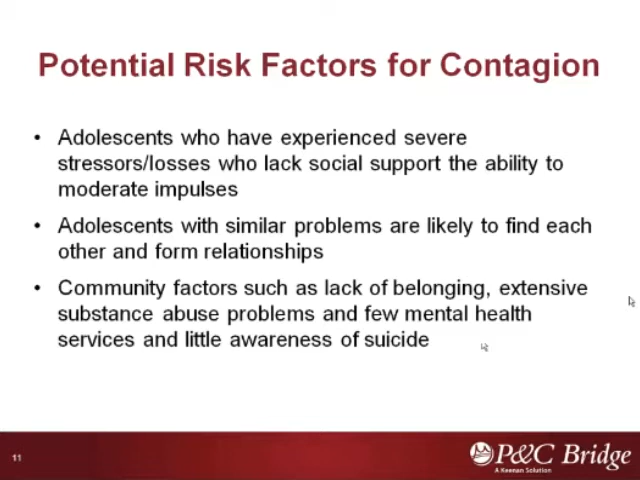 Potential Risk Factors for Contagion
• Adolescents who have experienced severe
stressors/losses who lack social support the ability to
moderate impulses
• Adolescents with similar problems are likely to find each
other and form relationships
• Community factors such as lack of belonging, extensive
substance abuse problems and few mental health
services and little awareness of suicide
11
P&C Bridge
A Keenan Solution